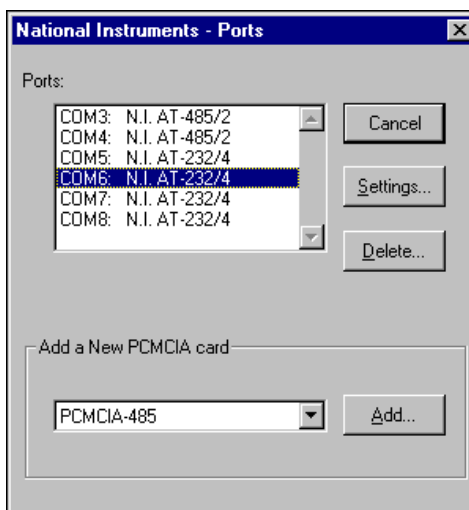 National Instruments - Ports
Ports:
COM3: N.I. AT-485/2
COM4: N.I. AT-485/2
COM5: N.I. AT-232/4
COM6: N.I. AT-232/4
COM7: N.I. AT-232/4
COM8: N.I. AT-232/4
Cancel
Settings...
Delete...
Add a New PCMCIA card
PCMCIA-485
Add...